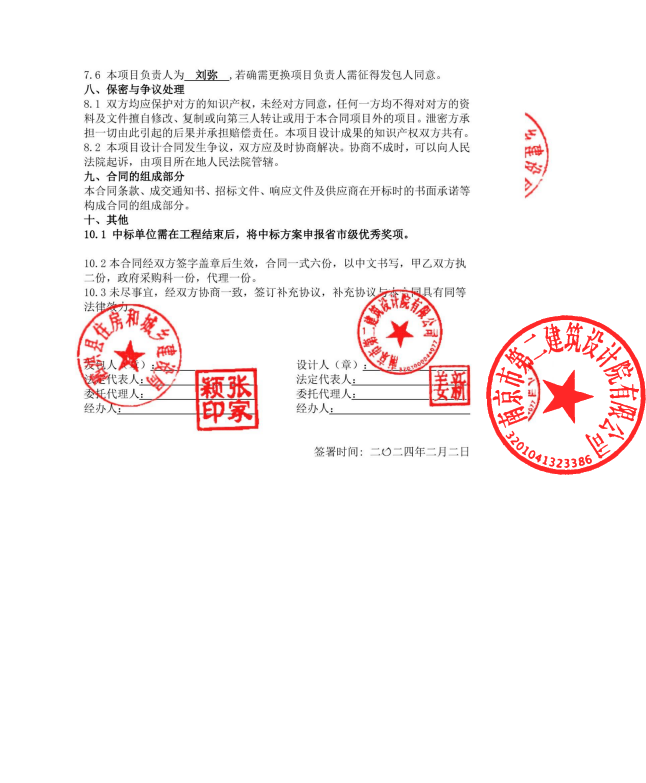 7.6 本项目负责人为 刘弥 ,若确需更换项目负责人需征得发包人同意。
八、保密与争议处理
8.1 双方均应保护对方的知识产权，未经对方同意，任何一方均不得对对方的资
料及文件擅自修改、复制或向第三人转让或用于本合同项目外的项目。泄密方承
担一切由此引起的后果并承担赔偿责任。本项目设计成果的知识产权双方共有。
8.2 本项目设计合同发生争议，双方应及时协商解决。协商不成时，可以向人民
法院起诉，由项目所在地人民法院管辖。
九、合同的组成部分
本合同条款、成交通知书、招标文件、响应文件及供应商在开标时的书面承诺等
构成合同的组成部分。
十、其他
10.1 中标单位需在工程结束后，将中标方案申报省市级优秀奖项。
10.2 本合同经双方签字盖章后生效，合同一式六份，以中文书写，甲乙双方执
二份，政府采购科一份，代理一份。
10.3 未尽事宜，经双方协商一致，签订补充协议，补充协议与本合同具有同等
法律效力
县住房和城乡建设局
南京市第二建筑设计院有限公司
发包人（章）：
设计人（章）：
法定代表人：
法定代表人：
委托代理人：
委托代理人：
经办人：
经办人：
张家颖印
南京市第二建筑设计院有限公司
3201041323386
签署时间: 二〇二四年二月二日